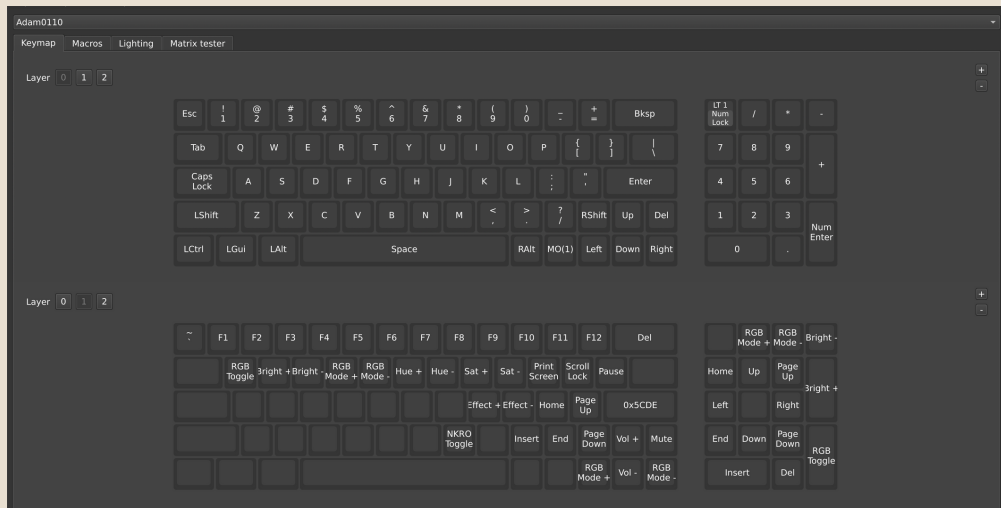 Adam0110
Keymap Macros Lighting Matrix tester
Layer 0 1 2
+
-
Esc ! 1 @ 2 # 3 $ 4 % 5 ^ 6 & 7 * 8 ( 9 ) 0 _ - + = Bksp LT 1 Num Lock / * -
Tab Q W E R T Y U I O P { [ } ] | \ 7 8 9 +
Caps Lock A S D F G H J K L : ; " ' Enter 4 5 6
LShift Z X C V B N M < , > . ? / RShift Up Del 1 2 3 Num Enter
LCtrl LGui LAlt Space RAlt MO(1) Left Down Right 0 .
Layer 0 1 2
+
-
~ ` F1 F2 F3 F4 F5 F6 F7 F8 F9 F10 F11 F12 Del RGB Mode + RGB Mode - Bright -
RGB Toggle Bright + Bright - RGB Mode + RGB Mode - Hue + Hue - Sat + Sat - Print Screen Scroll Lock Pause Home Up Page Up Bright +
Effect + Effect - Home Page Up 0x5CDE Left Right
NKRO Toggle Insert End Page Down Vol + Mute End Down Page Down RGB Toggle
RGB Mode + Vol - RGB Mode - Insert Del